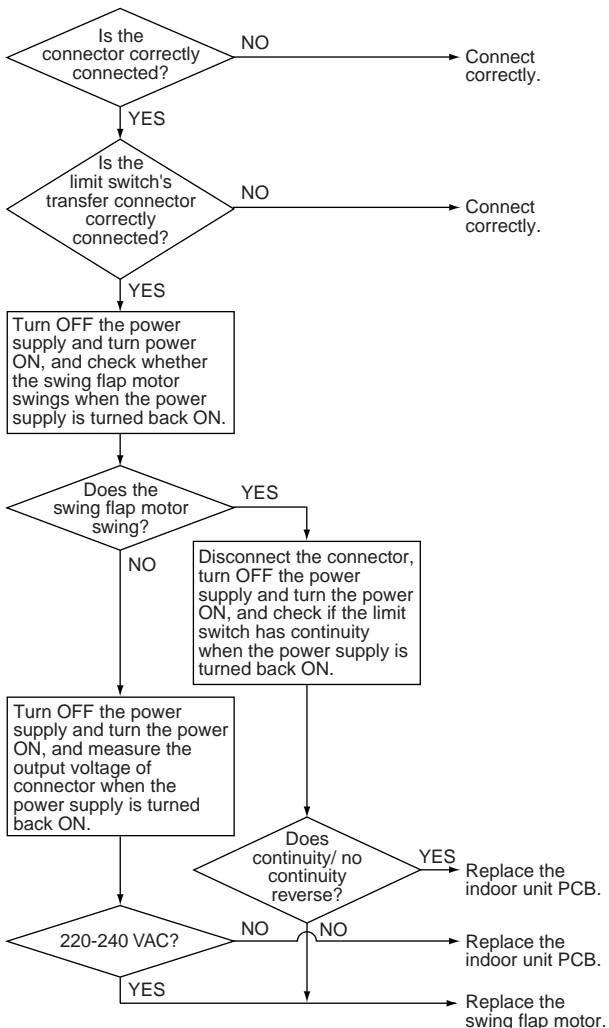 Is the
connector correctly
connected?
NO
Connect
correctly.
YES
Is the
limit switch's
transfer connector
correctly
connected?
NO
Connect
correctly.
YES
Turn OFF the power
supply and turn power
ON, and check whether
the swing flap motor
swings when the power
supply is turned back ON.
Does the
swing flap motor
swing?
YES
NO
Disconnect the connector,
turn OFF the power
supply and turn the power
ON, and check if the limit
switch has continuity
when the power supply is
turned back ON.
Turn OFF the power
supply and turn the power
ON, and measure the
output voltage of
connector when the
power supply is turned
back ON.
Does
continuity/ no
continuity
reverse?
YES
Replace the
indoor unit PCB.
NO
220-240 VAC?
NO
Replace the
indoor unit PCB.
YES
Replace the
swing flap motor.